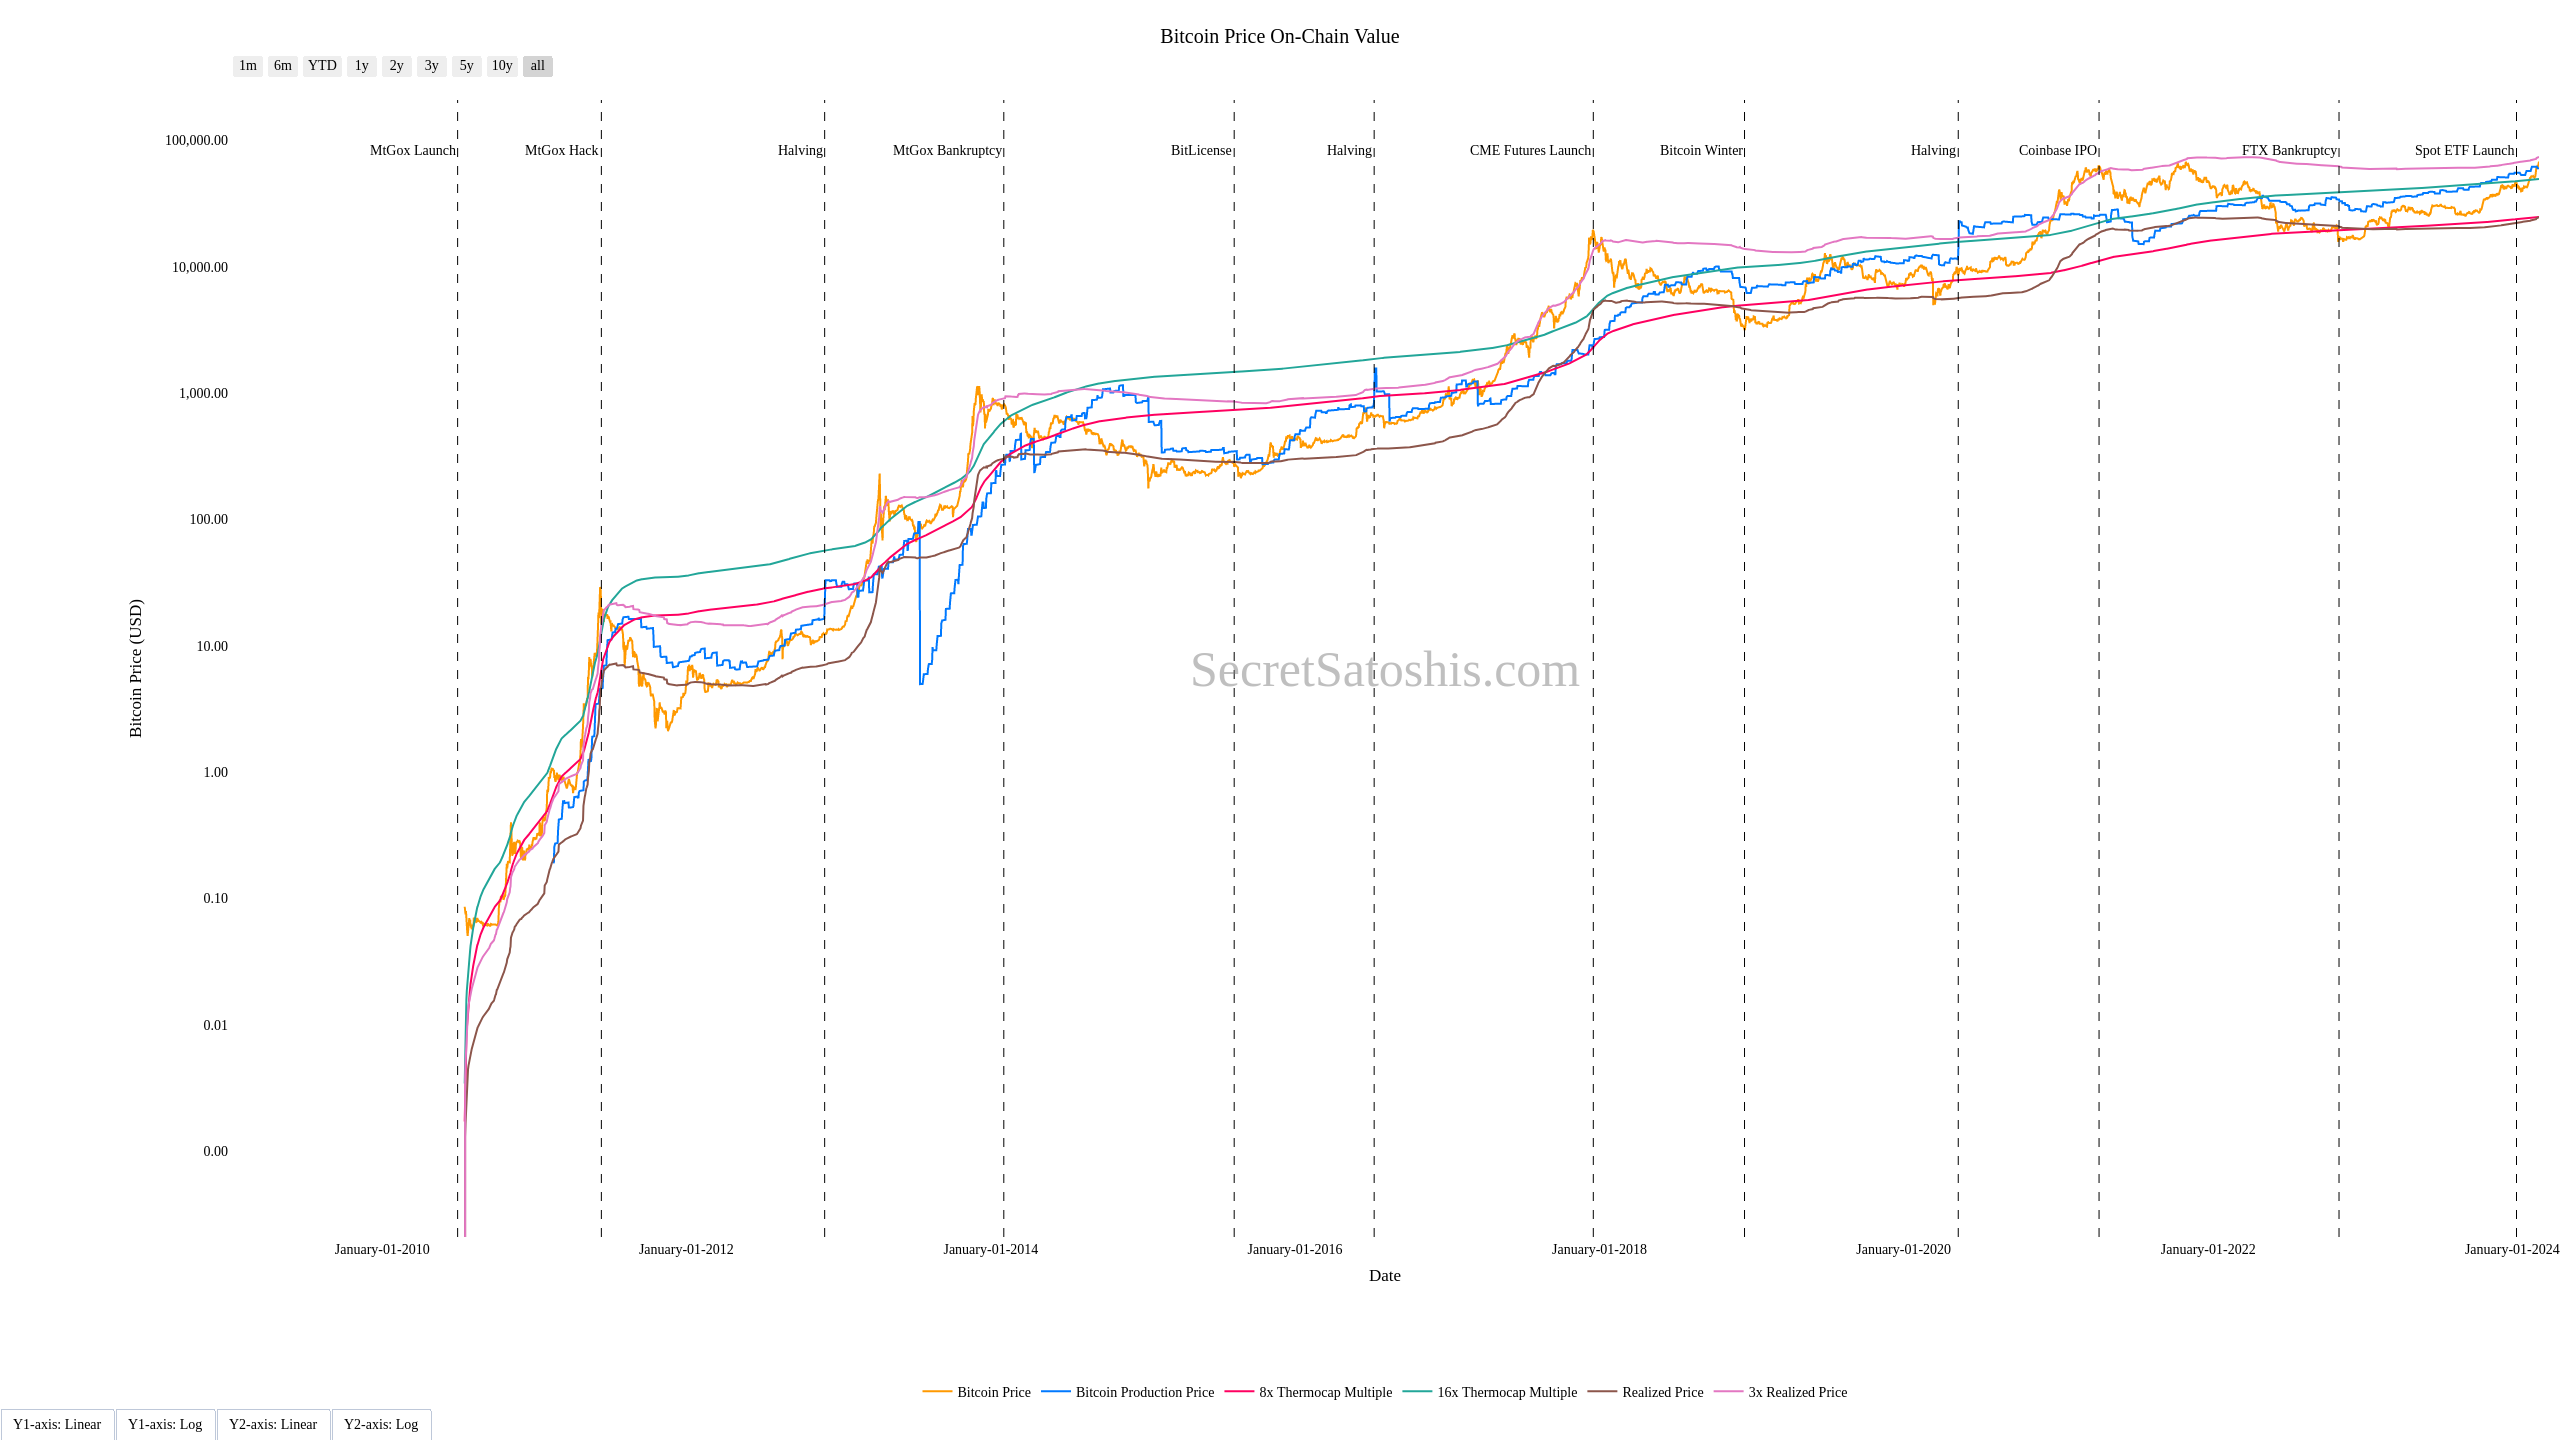 Bitcoin Price On-Chain Value
1m 6m YTD 1y 2y 3y 5y 10y all
100,000.00
MtGox Launch MtGox Hack Halving MtGox Bankruptcy BitLicense Halving CME Futures Launch Bitcoin Winter Halving Coinbase IPO FTX Bankruptcy Spot ETF Launch
10,000.00
1,000.00
100.00
10.00
1.00
0.10
0.01
0.00
Bitcoin Price (USD)
SecretSatoshis.com
January-01-2010 January-01-2012 January-01-2014 January-01-2016 January-01-2018 January-01-2020 January-01-2022 January-01-2024
Date
Bitcoin Price Bitcoin Production Price 8x Thermocap Multiple 16x Thermocap Multiple Realized Price 3x Realized Price
Y1-axis: Linear Y1-axis: Log Y2-axis: Linear Y2-axis: Log